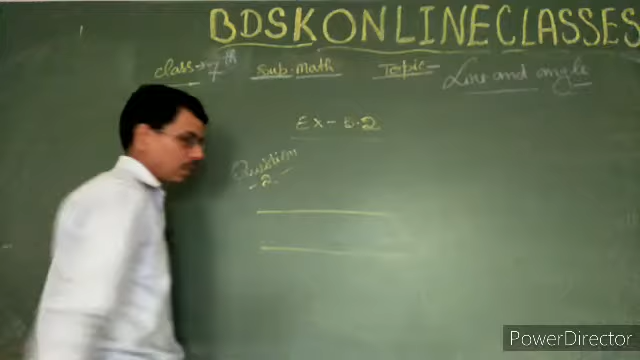 BDSKONLINECLASSES
class→7th Sub-Math Topic- Line and angle
Ex-5.2
Question
-2-
PowerDirector